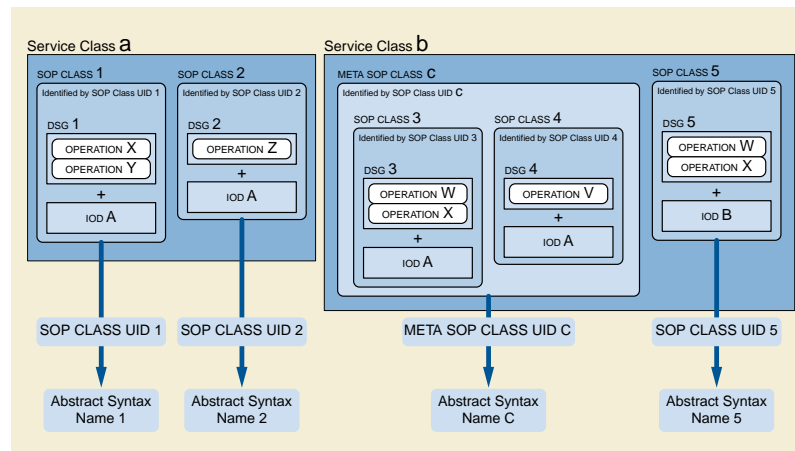 Service Class a
SOP CLASS 1
Identified by SOP Class UID 1
DSG 1
OPERATION X
OPERATION Y
+
IOD A
SOP CLASS 2
Identified by SOP Class UID 2
DSG 2
OPERATION Z
+
IOD A
Service Class b
META SOP CLASS C
Identified by SOP Class UID C
SOP CLASS 3
Identified by SOP Class UID 3
DSG 3
OPERATION W
OPERATION X
+
IOD A
SOP CLASS 4
Identified by SOP Class UID 4
DSG 4
OPERATION V
+
IOD A
SOP CLASS 5
Identified by SOP Class UID 5
DSG 5
OPERATION W
OPERATION X
+
IOD B
SOP CLASS UID 1
SOP CLASS UID 2
META SOP CLASS UID C
SOP CLASS UID 5
Abstract Syntax
Name 1
Abstract Syntax
Name 2
Abstract Syntax
Name C
Abstract Syntax
Name 5